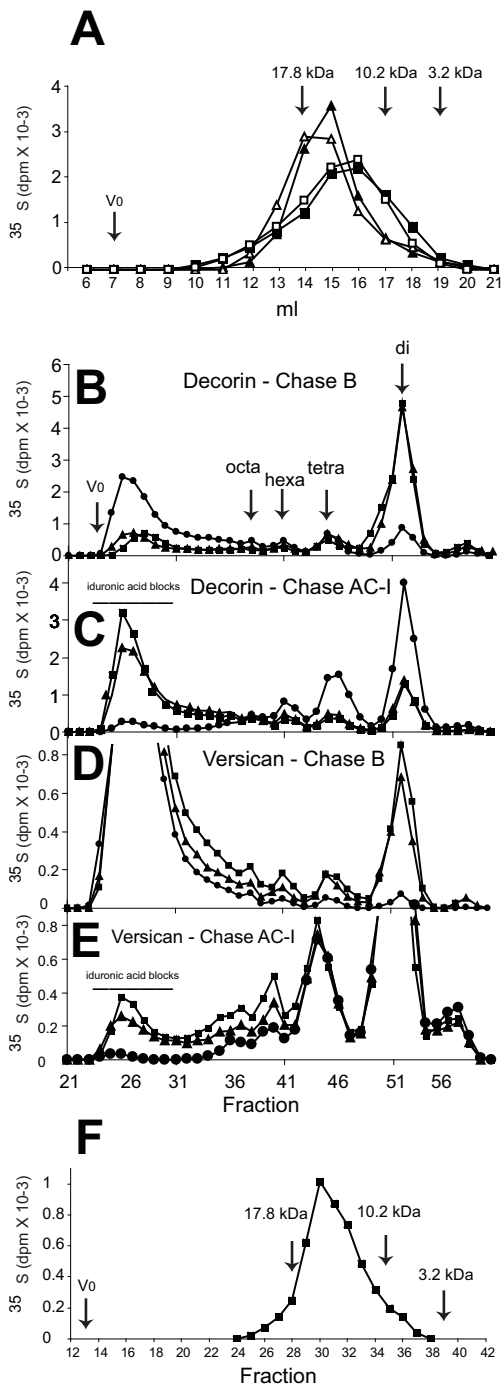 A
17.8 kDa 10.2 kDa 3.2 kDa
V0
35 S (dpm X 10-3)
4
3
2
1
0
6 7 8 9 10 11 12 13 14 15 16 17 18 19 20 21
ml
B
Decorin - Chase B
di
V0
octa
hexa
tetra
35 S (dpm X 10-3)
6
5
4
3
2
1
0
C
Decorin - Chase AC-I
iduronic acid blocks
35 S (dpm X 10-3)
4
3
2
1
0
D
Versican - Chase B
35 S (dpm X 10-3)
0.8
0.6
0.4
0.2
0
E
Versican - Chase AC-I
iduronic acid blocks
35 S (dpm X 10-3)
0.8
0.6
0.4
0.2
0
21 26 31 36 41 46 51 56
Fraction
F
17.8 kDa
10.2 kDa
3.2 kDa
V0
35 S (dpm X 10-3)
1
0.8
0.6
0.4
0.2
0
12 14 16 18 20 22 24 26 28 30 32 34 36 38 40 42
Fraction